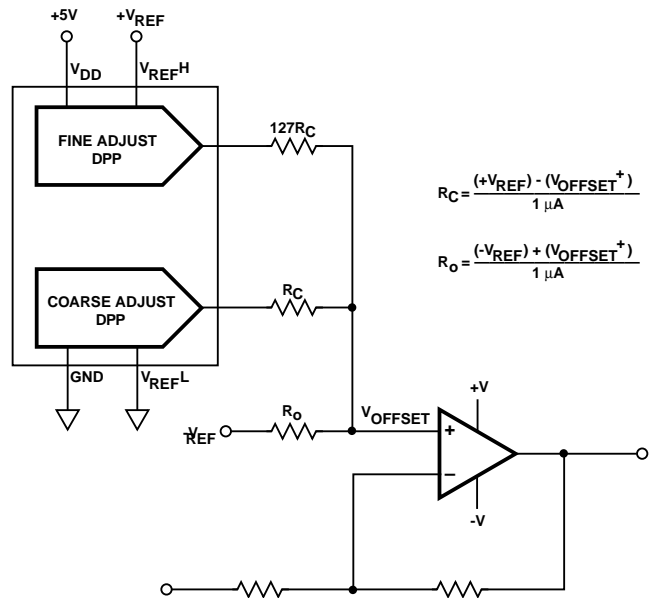 +5V
+VREF
VDD
VREFH
FINE ADJUST
DPP
127RC
RC = (+VREF) - (VOFFSET+)
1 µA
Ro = (-VREF) + (VOFFSET+)
1 µA
COARSE ADJUST
DPP
RC
GND
VREFL
-VREF
Ro
VOFFSET
+V
+
−
-V